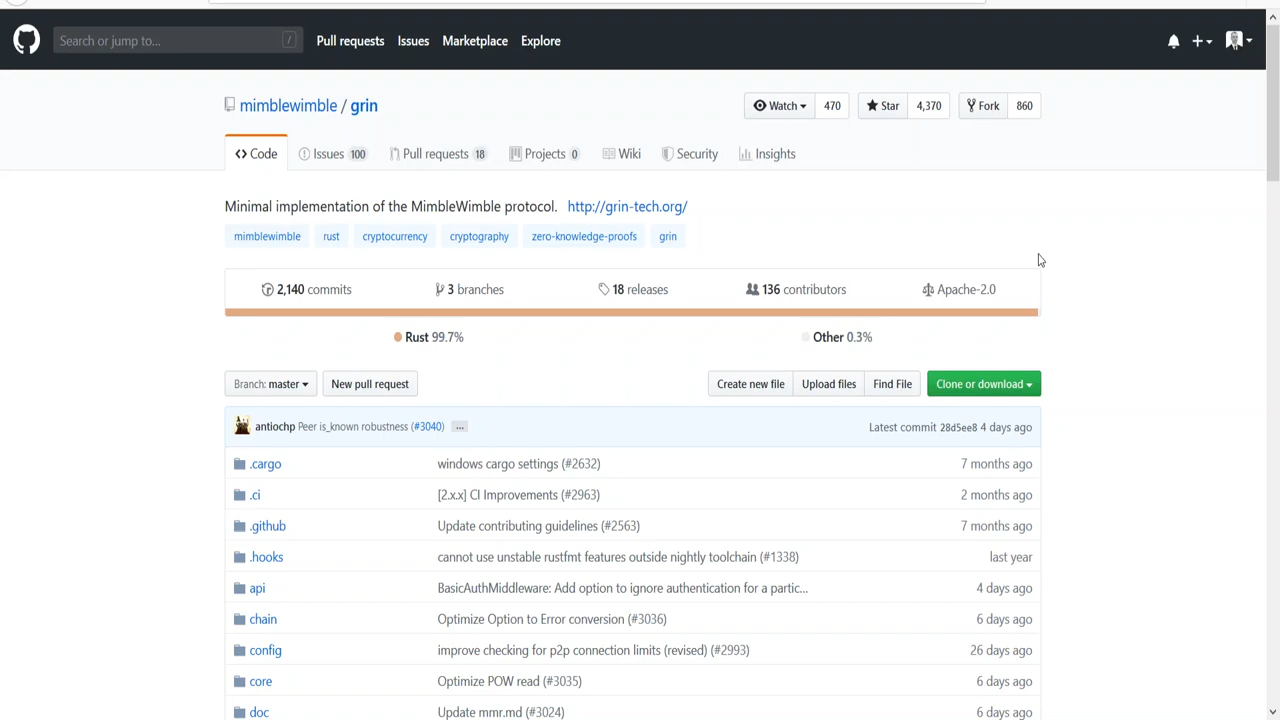 Search or jump to... / Pull requests Issues Marketplace Explore
mimblewimble / grin Watch 470 Star 4,370 Fork 860
Code Issues 100 Pull requests 18 Projects 0 Wiki Security Insights
Minimal implementation of the MimbleWimble protocol. http://grin-tech.org/
mimblewimble rust cryptocurrency cryptography zero-knowledge-proofs grin
2,140 commits 3 branches 18 releases 136 contributors Apache-2.0
Rust 99.7% Other 0.3%
Branch: master New pull request Create new file Upload files Find File Clone or download
antiochp Peer is_known robustness (#3040) ... Latest commit 28d5ee8 4 days ago
.cargo windows cargo settings (#2632) 7 months ago
.ci [2.x.x] CI Improvements (#2963) 2 months ago
.github Update contributing guidelines (#2563) 7 months ago
.hooks cannot use unstable rustfmt features outside nightly toolchain (#1338) last year
api BasicAuthMiddleware: Add option to ignore authentication for a partic... 4 days ago
chain Optimize Option to Error conversion (#3036) 6 days ago
config improve checking for p2p connection limits (revised) (#2993) 26 days ago
core Optimize POW read (#3035) 6 days ago
doc Update mmr.md (#3024) 6 days ago